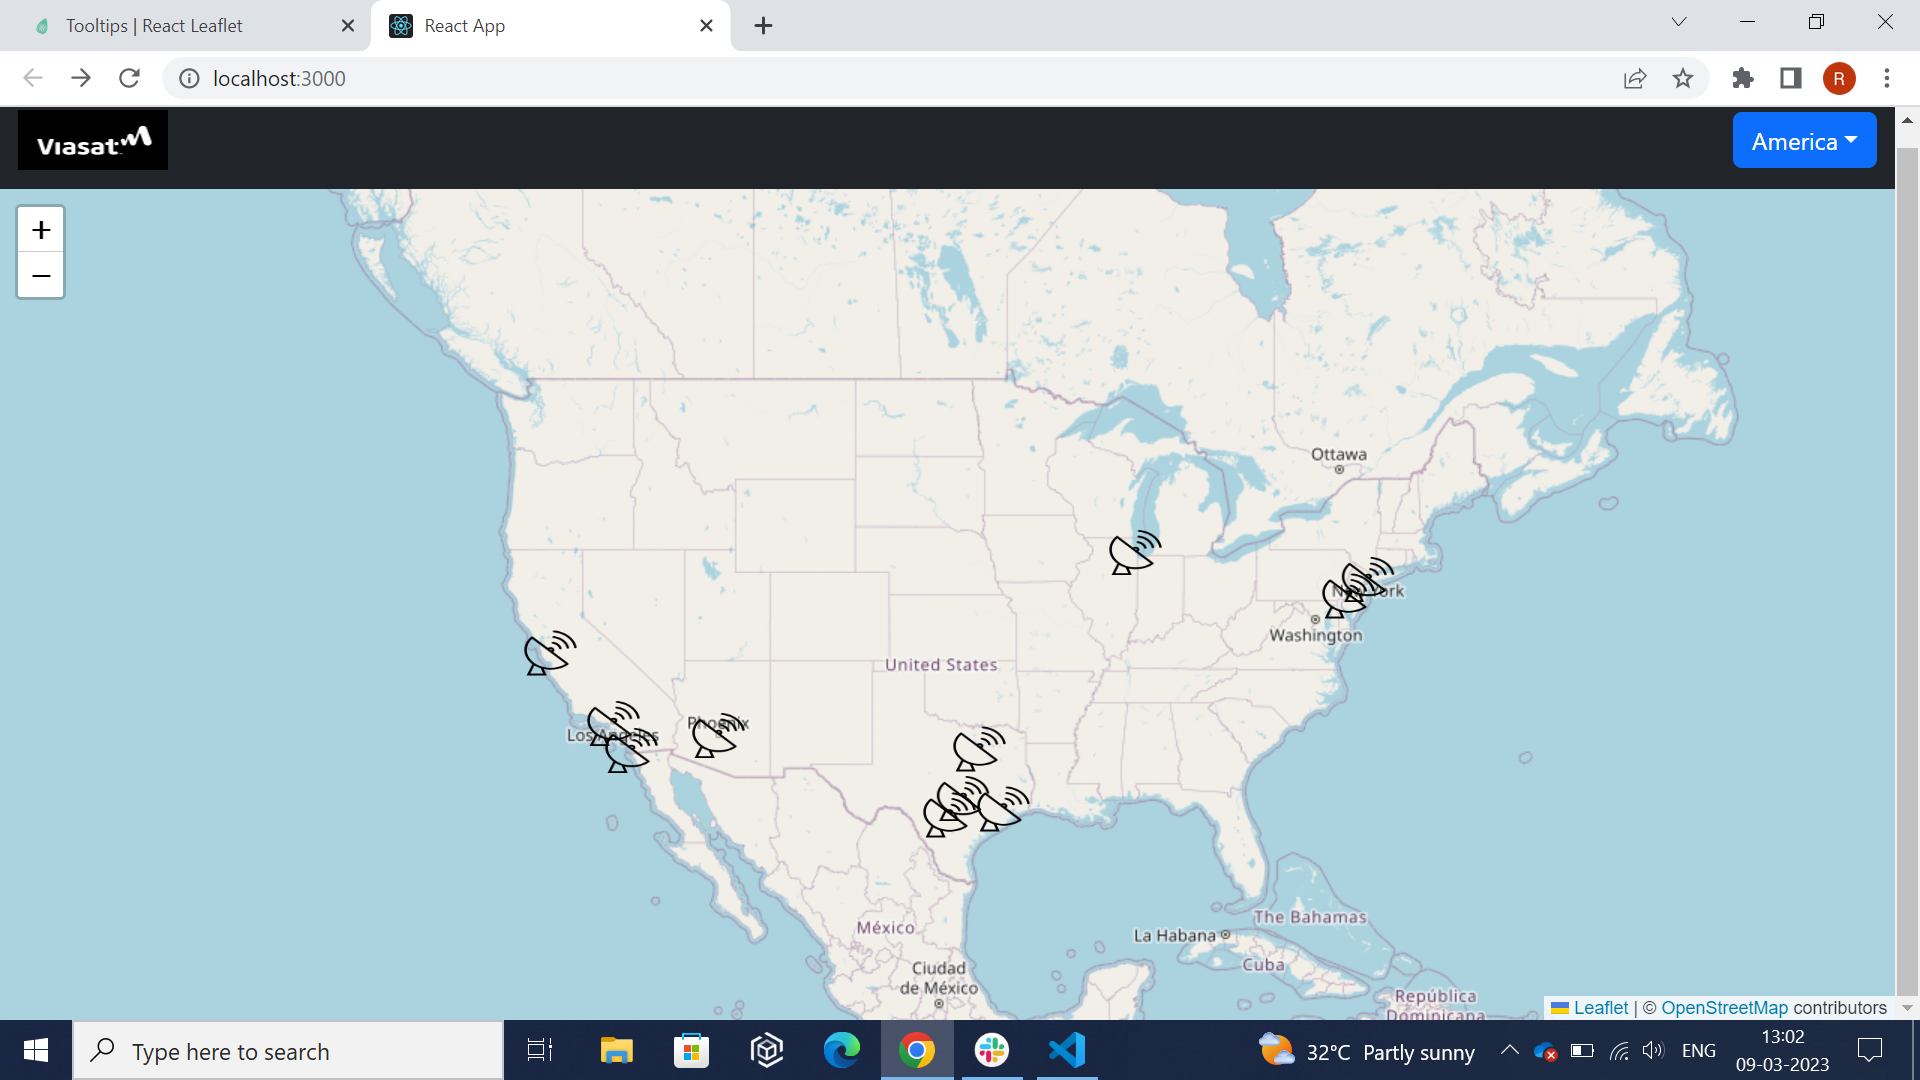 Tooltips | React Leaflet
React App
localhost:3000
R
Viasat
America
+
−
Ottawa
New York
Washington
United States
Phoenix
Los Angeles
The Bahamas
México
La Habana
Cuba
Ciudad
de México
República
Dominicana
Leaflet | © OpenStreetMap contributors
Type here to search
32°C Partly sunny
ENG
13:02
09-03-2023